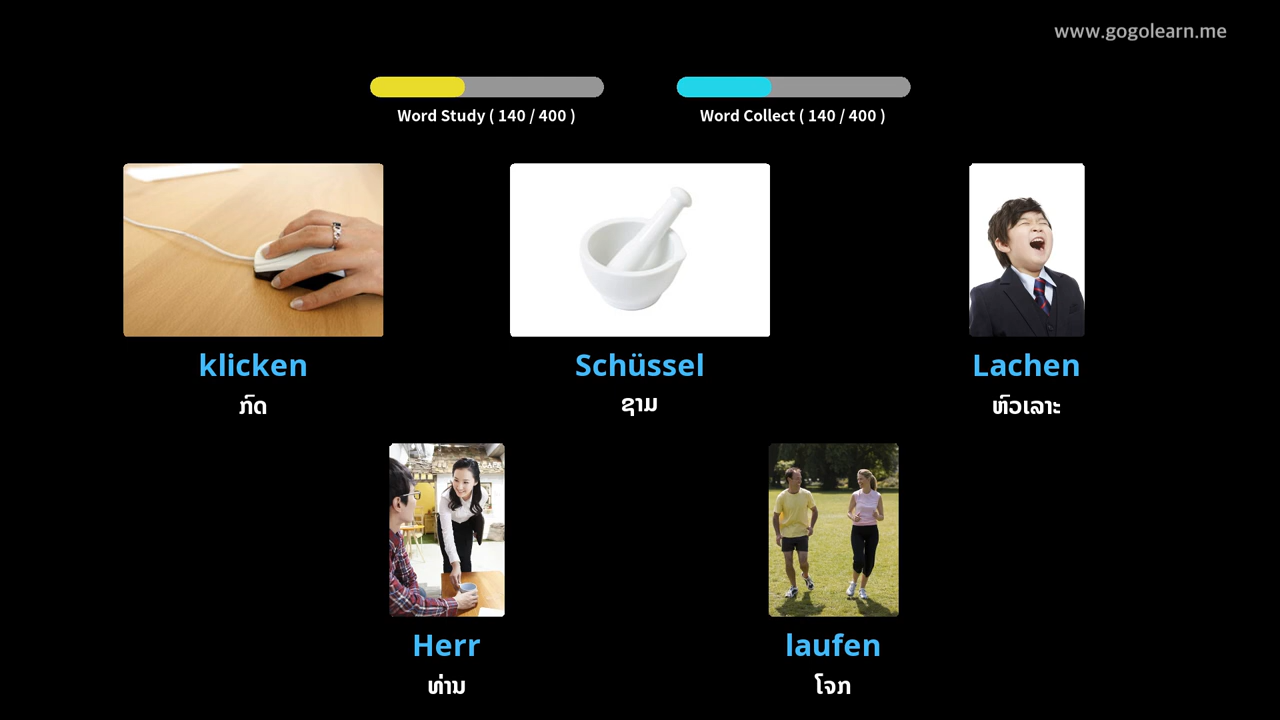 www.gogolearn.me
Word Study ( 140 / 400 )
Word Collect ( 140 / 400 )
klicken
ກົດ
Schüssel
ຊາມ
Lachen
ຫົວເລາະ
Herr
ທ່ານ
laufen
ໂຈກ